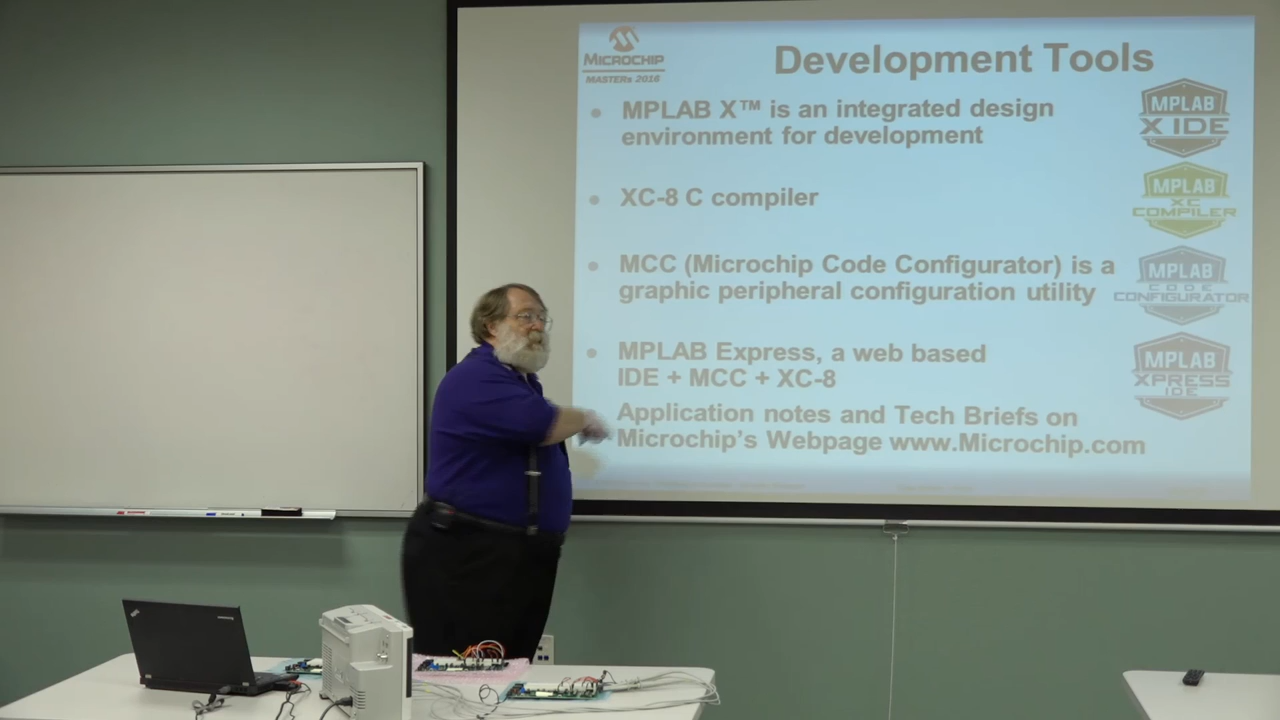 MICROCHIP
MASTERs 2016
Development Tools
• MPLAB X™ is an integrated design
environment for development
MPLAB
X IDE
• XC-8 C compiler
MPLAB
XC
COMPILER
• MCC (Microchip Code Configurator) is a
graphic peripheral configuration utility
MPLAB
CODE
CONFIGURATOR
• MPLAB Express, a web based
IDE + MCC + XC-8
MPLAB
XPRESS
IDE
Application notes and Tech Briefs on
Microchip's Webpage www.Microchip.com